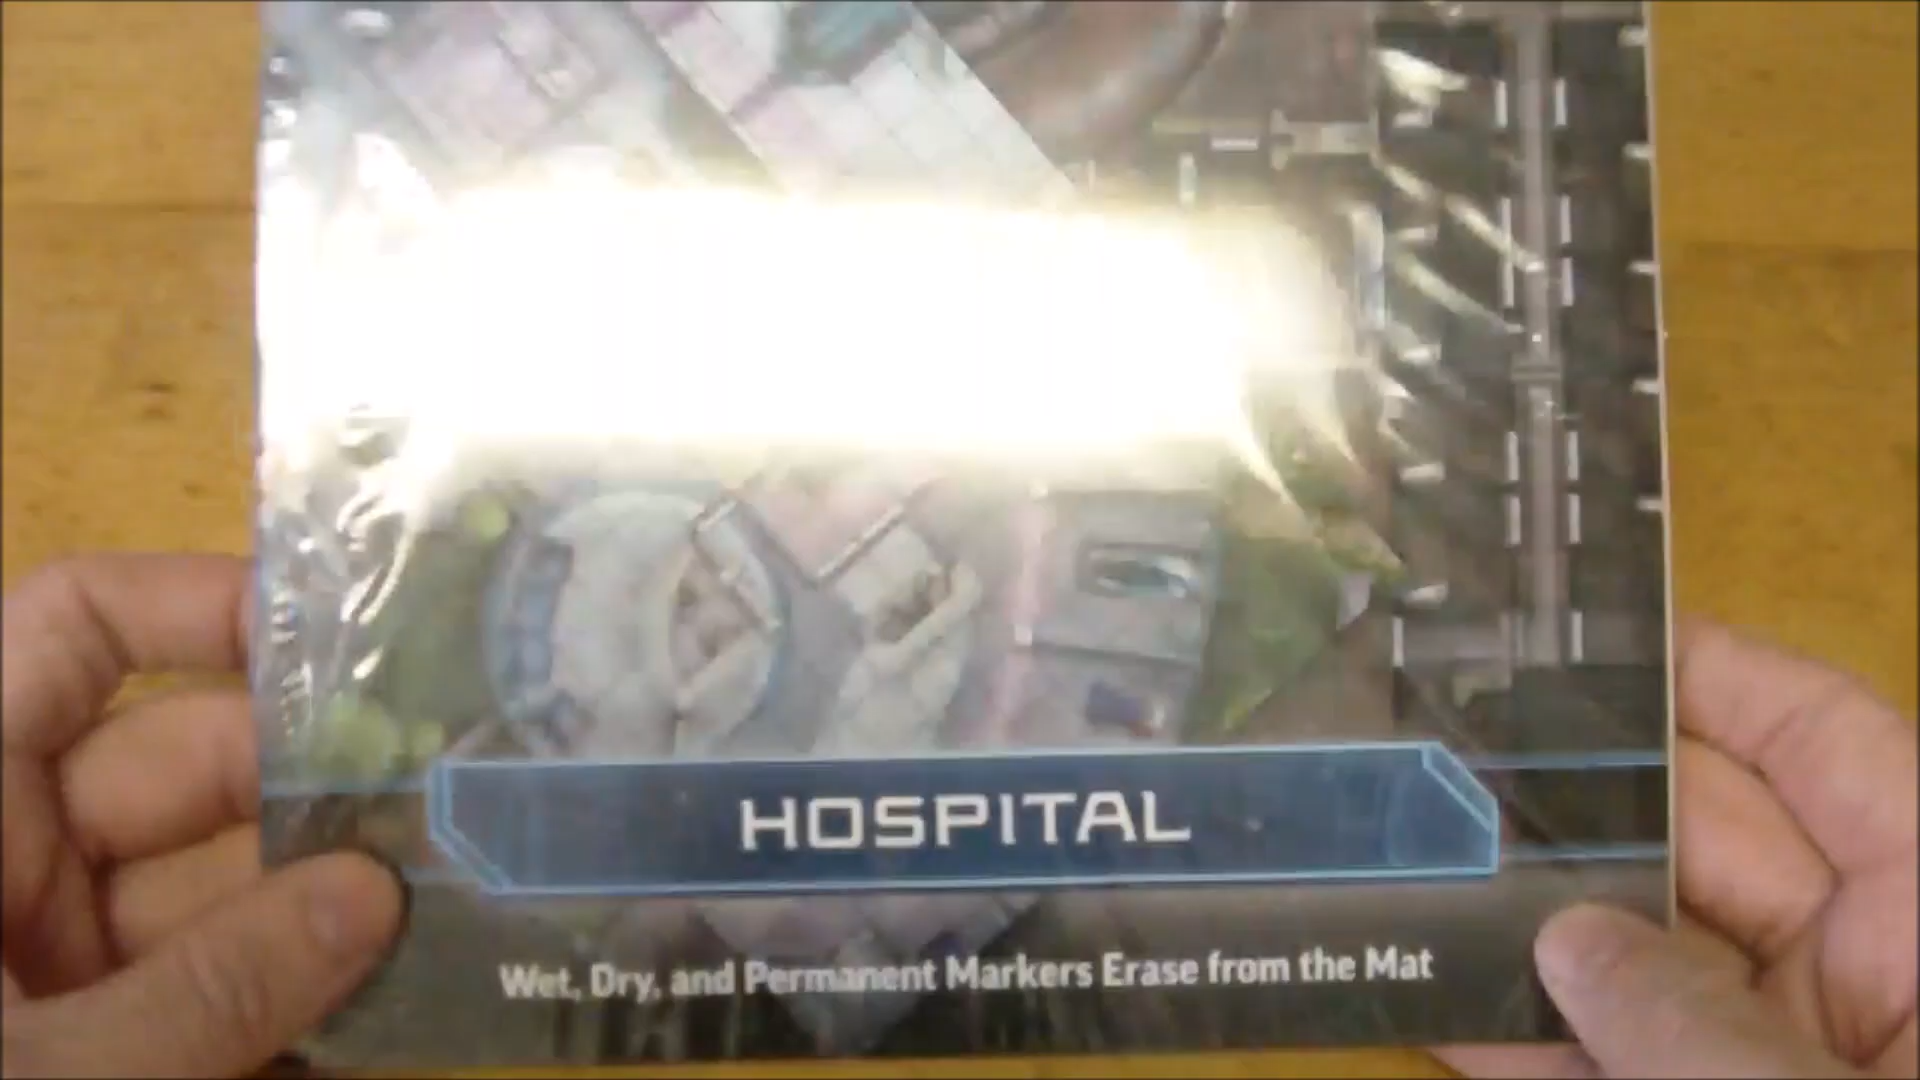 HOSPITAL
Wet, Dry, and Permanent Markers Erase from the Mat